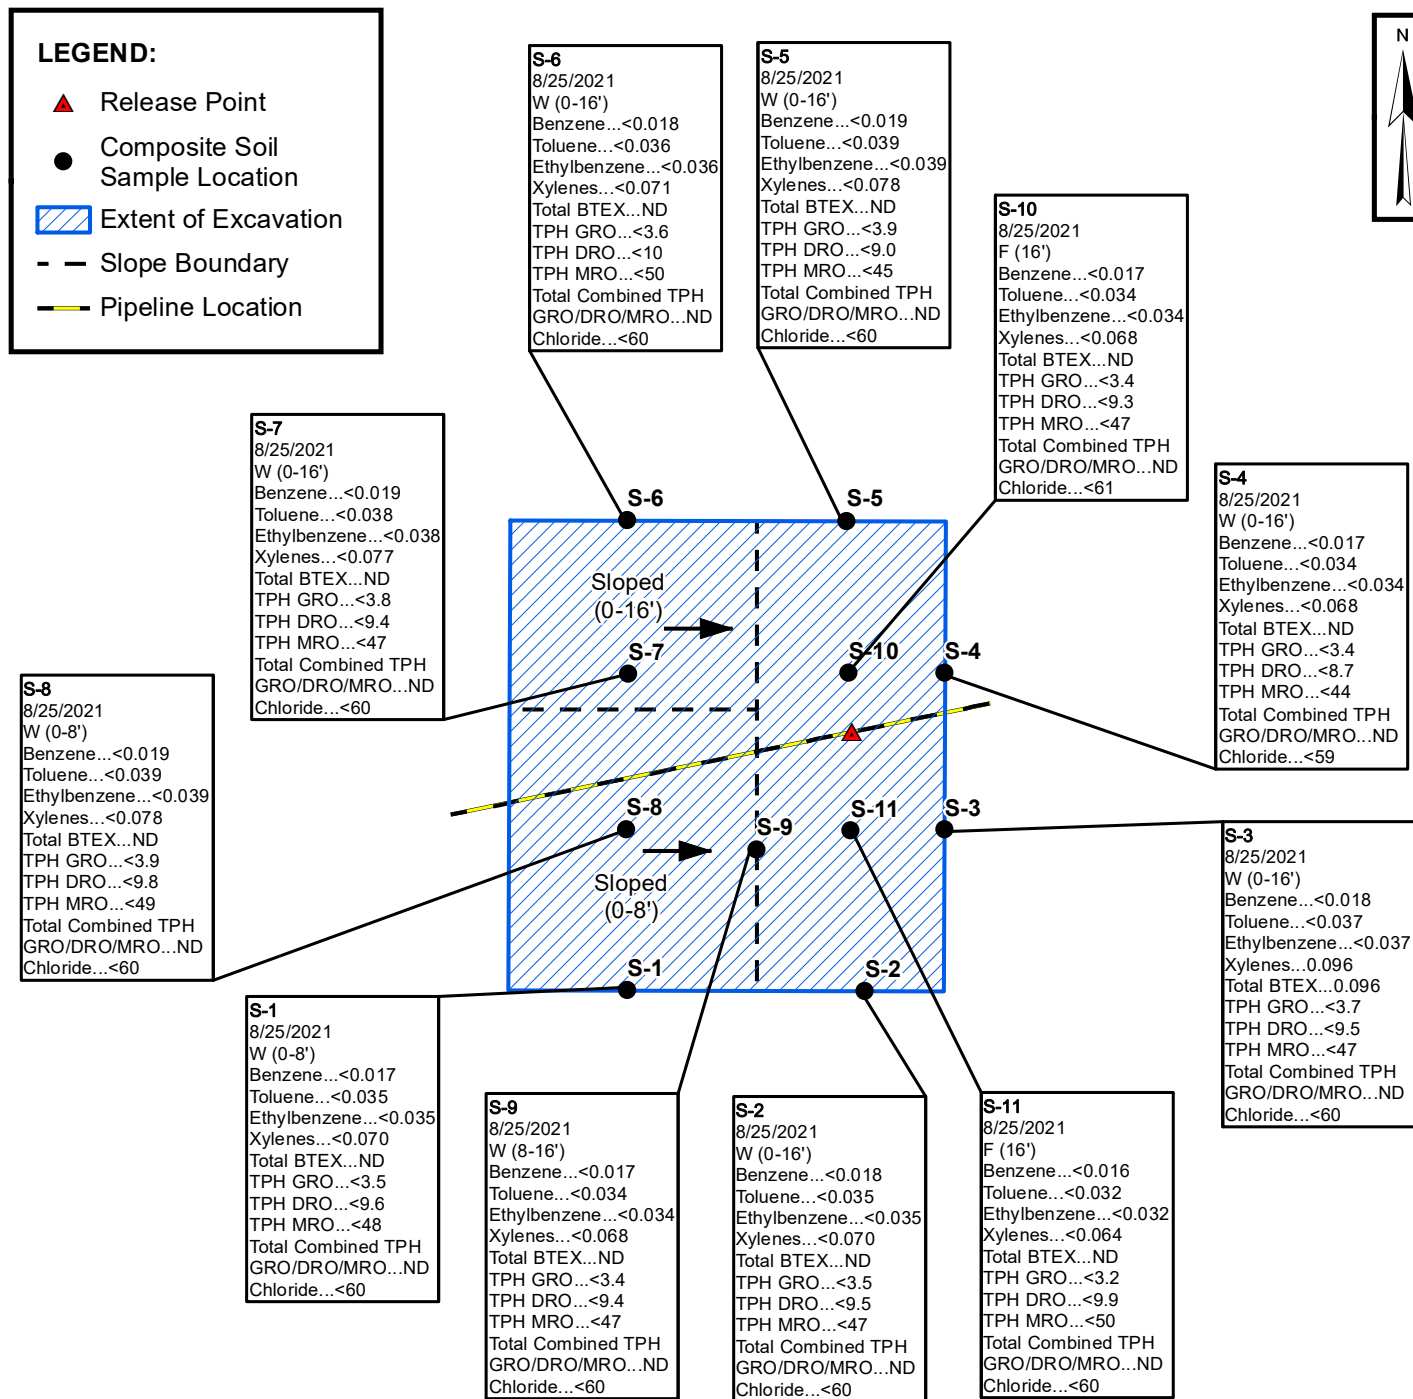 LEGEND:
Release Point
Composite Soil
Sample Location
Extent of Excavation
Slope Boundary
Pipeline Location
N
S-6
8/25/2021
W (0-16')
Benzene...<0.018
Toluene...<0.036
Ethylbenzene...<0.036
Xylenes...<0.071
Total BTEX...ND
TPH GRO...<3.6
TPH DRO...<10
TPH MRO...<50
Total Combined TPH
GRO/DRO/MRO...ND
Chloride...<60
S-5
8/25/2021
W (0-16')
Benzene...<0.019
Toluene...<0.039
Ethylbenzene...<0.039
Xylenes...<0.078
Total BTEX...ND
TPH GRO...<3.9
TPH DRO...<9.0
TPH MRO...<45
Total Combined TPH
GRO/DRO/MRO...ND
Chloride...<60
S-10
8/25/2021
F (16')
Benzene...<0.017
Toluene...<0.034
Ethylbenzene...<0.034
Xylenes...<0.068
Total BTEX...ND
TPH GRO...<3.4
TPH DRO...<9.3
TPH MRO...<47
Total Combined TPH
GRO/DRO/MRO...ND
Chloride...<61
S-7
8/25/2021
W (0-16')
Benzene...<0.019
Toluene...<0.038
Ethylbenzene...<0.038
Xylenes...<0.077
Total BTEX...ND
TPH GRO...<3.8
TPH DRO...<9.4
TPH MRO...<47
Total Combined TPH
GRO/DRO/MRO...ND
Chloride...<60
S-4
8/25/2021
W (0-16')
Benzene...<0.017
Toluene...<0.034
Ethylbenzene...<0.034
Xylenes...<0.068
Total BTEX...ND
TPH GRO...<3.4
TPH DRO...<8.7
TPH MRO...<44
Total Combined TPH
GRO/DRO/MRO...ND
Chloride...<59
S-6
S-5
Sloped
(0-16')
S-7
S-10
S-4
S-8
S-9
S-11
S-3
Sloped
(0-8')
S-1
S-2
S-8
8/25/2021
W (0-8')
Benzene...<0.019
Toluene...<0.039
Ethylbenzene...<0.039
Xylenes...<0.078
Total BTEX...ND
TPH GRO...<3.9
TPH DRO...<9.8
TPH MRO...<49
Total Combined TPH
GRO/DRO/MRO...ND
Chloride...<60
S-3
8/25/2021
W (0-16')
Benzene...<0.018
Toluene...<0.037
Ethylbenzene...<0.037
Xylenes...0.096
Total BTEX...0.096
TPH GRO...<3.7
TPH DRO...<9.5
TPH MRO...<47
Total Combined TPH
GRO/DRO/MRO...ND
Chloride...<60
S-1
8/25/2021
W (0-8')
Benzene...<0.017
Toluene...<0.035
Ethylbenzene...<0.035
Xylenes...<0.070
Total BTEX...ND
TPH GRO...<3.5
TPH DRO...<9.6
TPH MRO...<48
Total Combined TPH
GRO/DRO/MRO...ND
Chloride...<60
S-9
8/25/2021
W (8-16')
Benzene...<0.017
Toluene...<0.034
Ethylbenzene...<0.034
Xylenes...<0.068
Total BTEX...ND
TPH GRO...<3.4
TPH DRO...<9.4
TPH MRO...<47
Total Combined TPH
GRO/DRO/MRO...ND
Chloride...<60
S-2
8/25/2021
W (0-16')
Benzene...<0.018
Toluene...<0.035
Ethylbenzene...<0.035
Xylenes...<0.070
Total BTEX...ND
TPH GRO...<3.5
TPH DRO...<9.5
TPH MRO...<47
Total Combined TPH
GRO/DRO/MRO...ND
Chloride...<60
S-11
8/25/2021
F (16')
Benzene...<0.016
Toluene...<0.032
Ethylbenzene...<0.032
Xylenes...<0.064
Total BTEX...ND
TPH GRO...<3.2
TPH DRO...<9.9
TPH MRO...<50
Total Combined TPH
GRO/DRO/MRO...ND
Chloride...<60